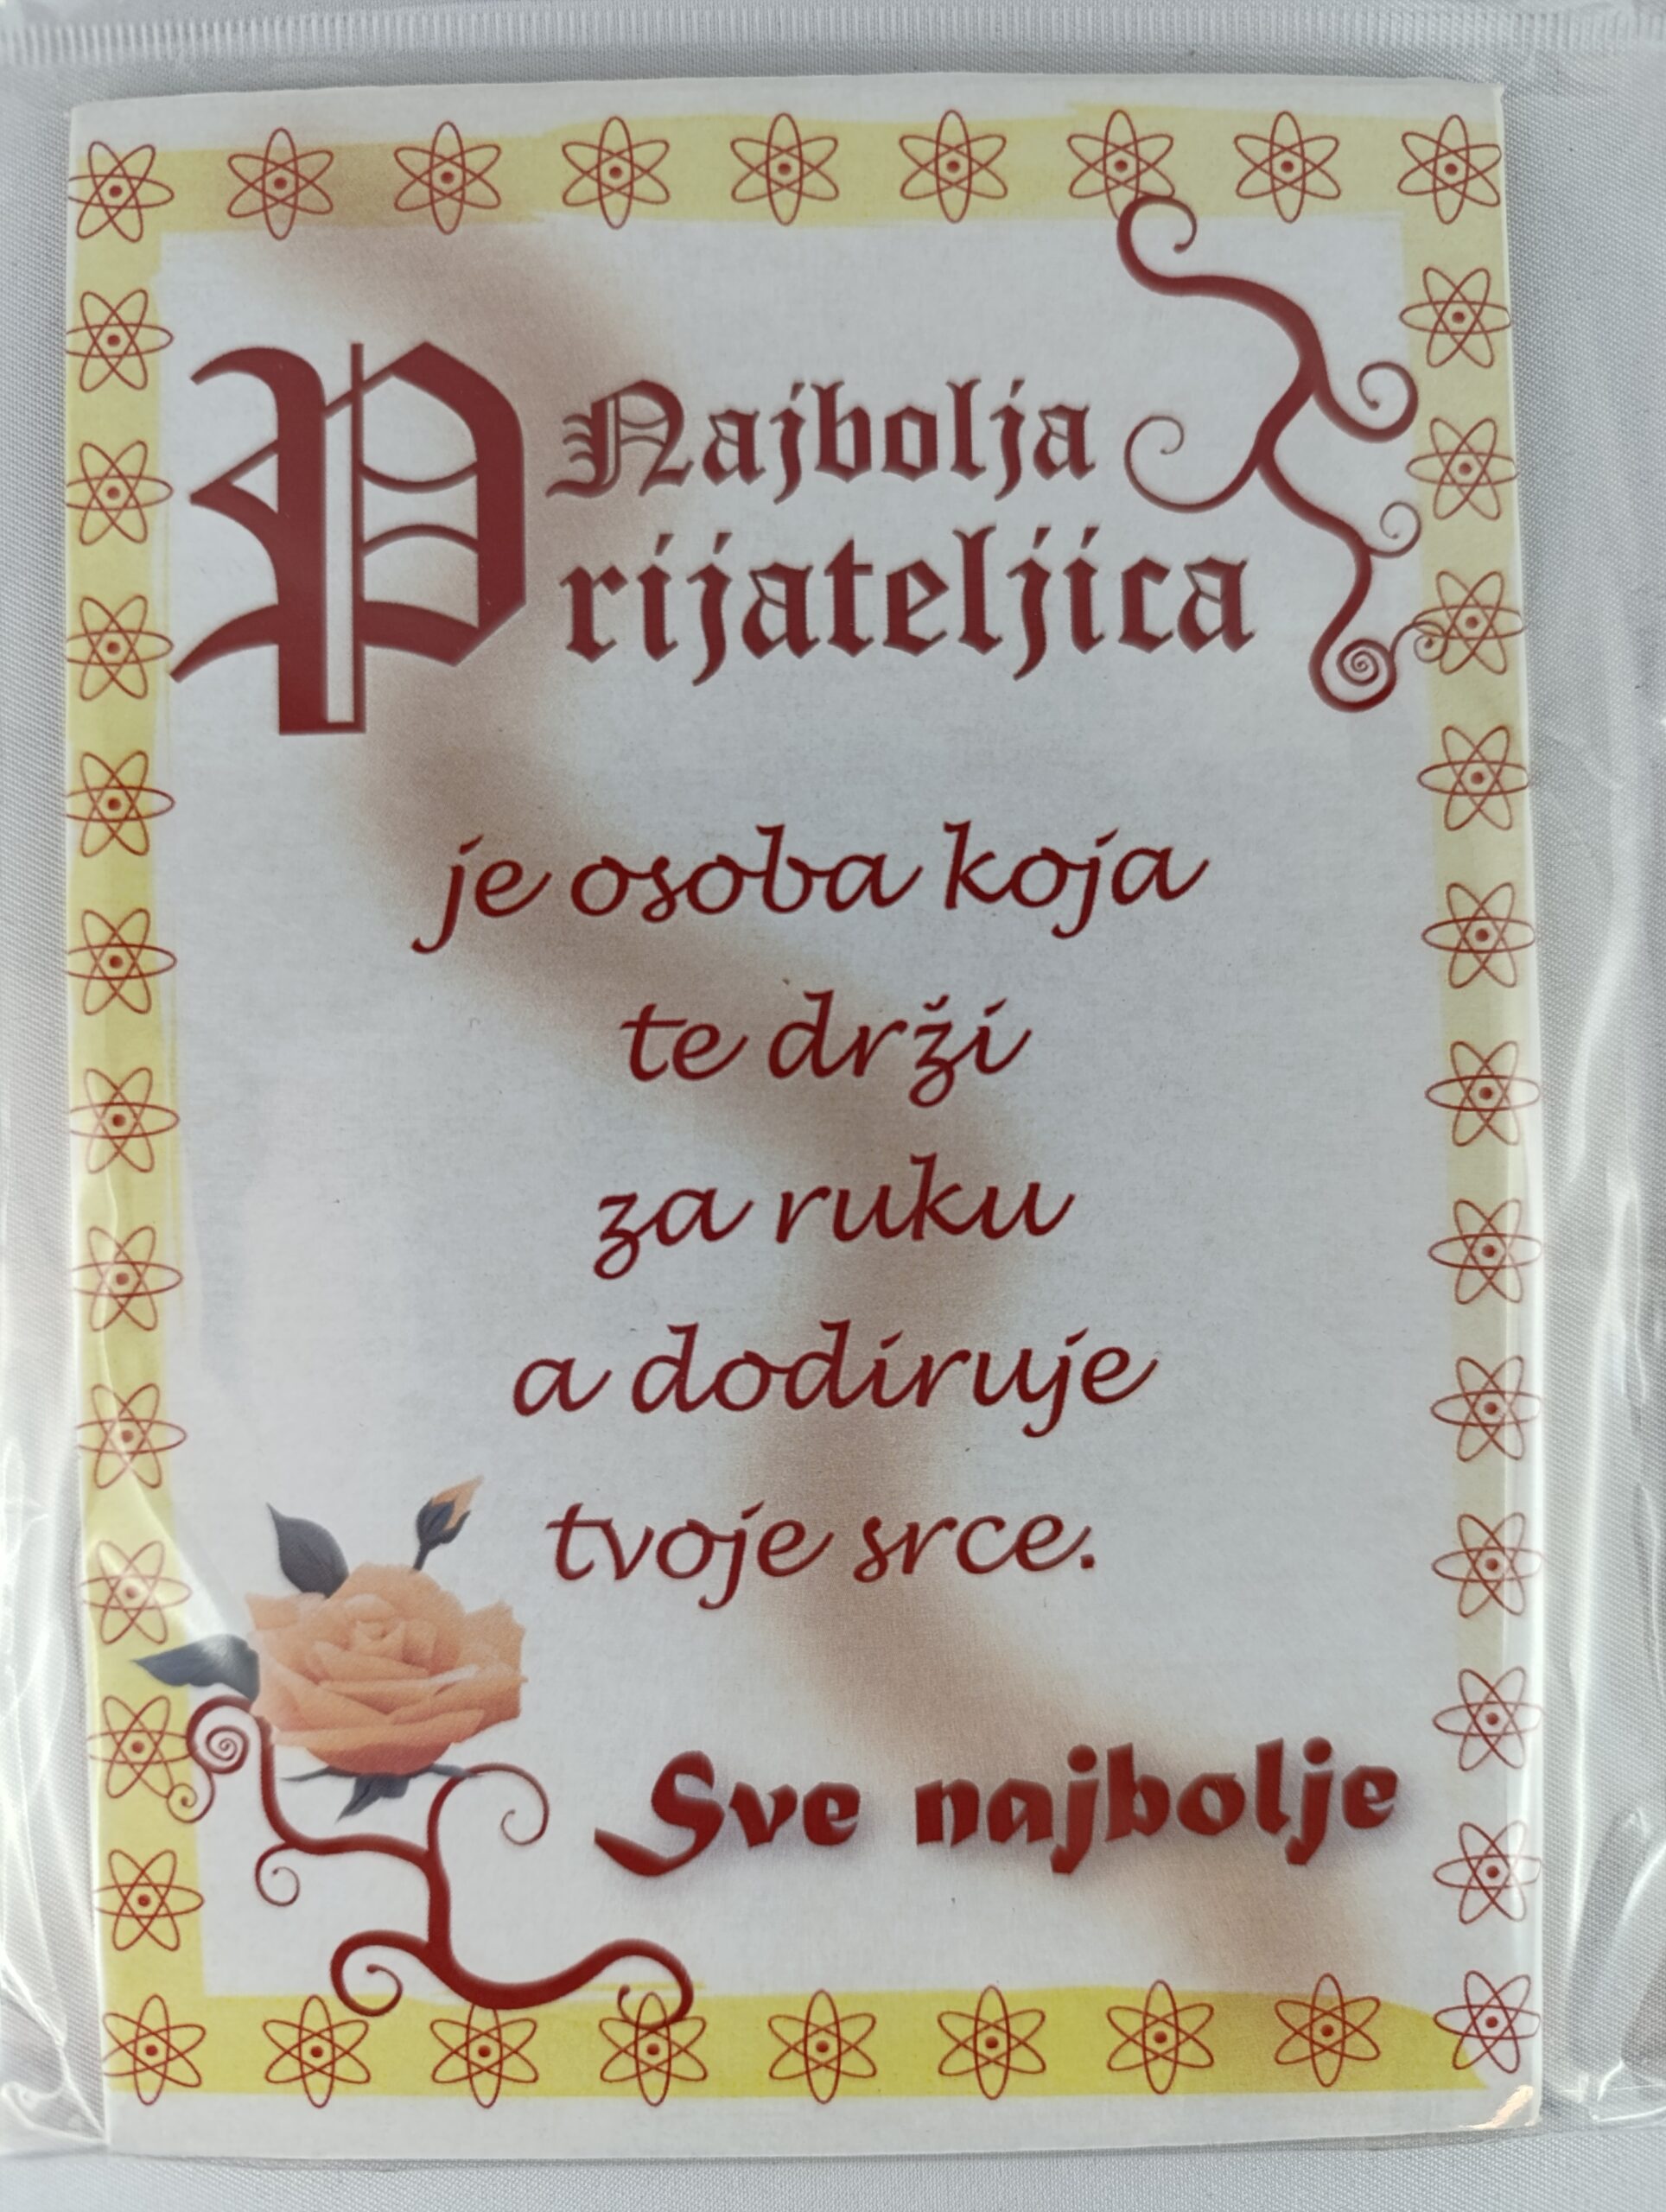 Najbolja
Prijateljica
je osoba koja
te drži
za ruku
a dodiruje
tvoje srce.
Sve najbolje